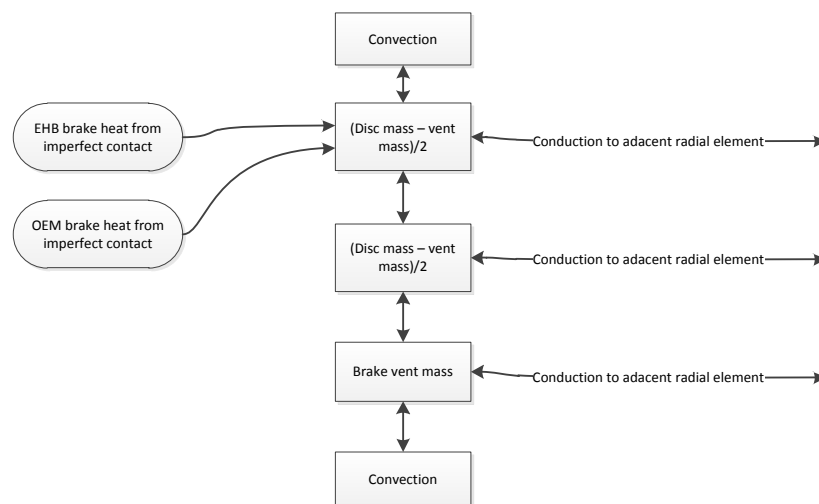 Convection
EHB brake heat from
imperfect contact
(Disc mass – vent
mass)/2
Conduction to adacent radial element
OEM brake heat from
imperfect contact
(Disc mass – vent
mass)/2
Conduction to adacent radial element
Brake vent mass
Conduction to adacent radial element
Convection